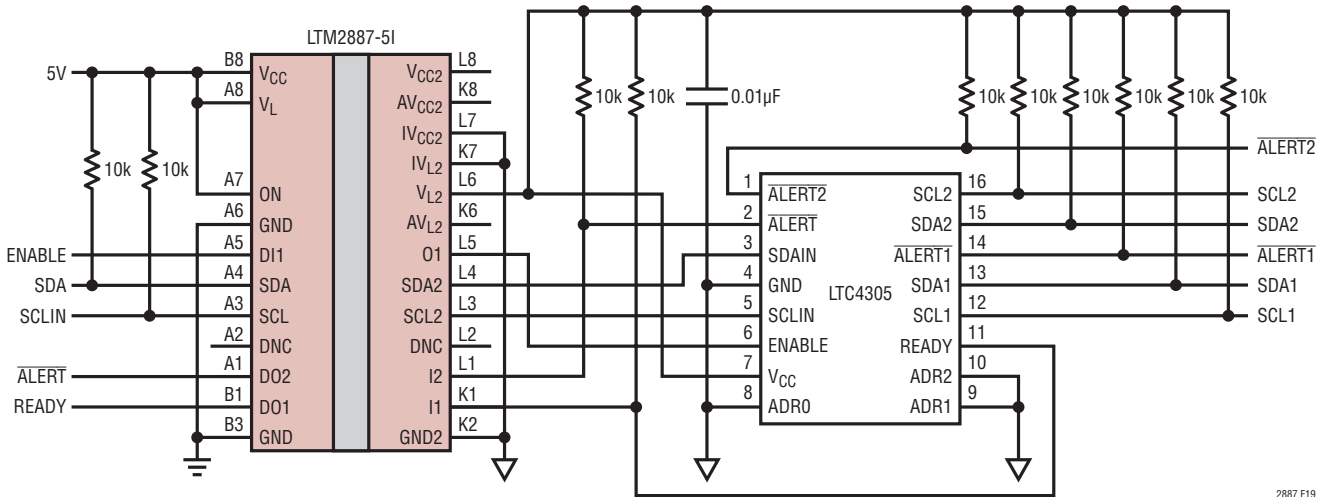 LTM2887-5I
5V
B8
VCC
A8
VL
10k
10k
A7
ON
A6
GND
ENABLE
A5
DI1
SDA
A4
SDA
SCLIN
A3
SCL
A2
DNC
ALERT
A1
DO2
READY
B1
DO1
B3
GND
VCC2
L8
AVCC2
K8
IVCC2
L7
IVL2
K7
VL2
L6
AVL2
K6
O1
L5
SDA2
L4
SCL2
L3
DNC
L2
I2
L1
I1
K1
GND2
K2
10k
10k
0.01µF
10k
10k
10k
10k
10k
10k
LTC4305
1
ALERT2
2
ALERT
3
SDAIN
4
GND
5
SCLIN
6
ENABLE
7
VCC
8
ADR0
SCL2
16
SDA2
15
ALERT1
14
SDA1
13
SCL1
12
READY
11
ADR2
10
ADR1
9
ALERT2
SCL2
SDA2
ALERT1
SDA1
SCL1
2887 F19